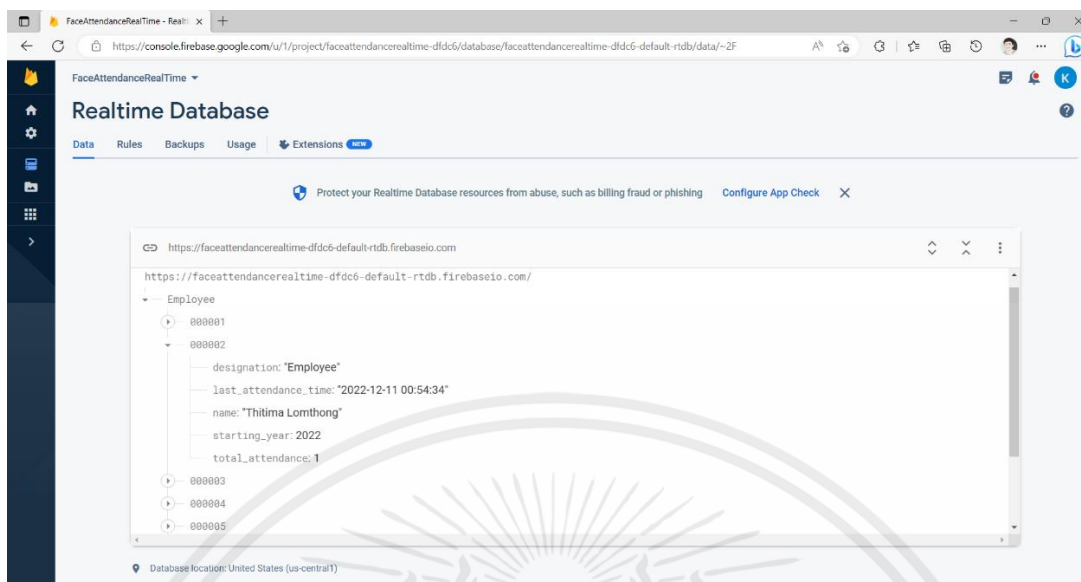 FaceAttendanceRealTime - Realti
https://console.firebase.google.com/u/1/project/faceattendancerealtime-dfdc6/database/faceattendancerealtime-dfdc6-default-rtdb/data/~2F
FaceAttendanceRealTime
K
Realtime Database
Data Rules Backups Usage Extensions NEW
Protect your Realtime Database resources from abuse, such as billing fraud or phishing Configure App Check
https://faceattendancerealtime-dfdc6-default-rtdb.firebaseio.com
https://faceattendancerealtime-dfdc6-default-rtdb.firebaseio.com/
Employee
000001
000002
designation: "Employee"
last_attendance_time: "2022-12-11 00:54:34"
name: "Thitima Lomthong"
starting_year: 2022
total_attendance: 1
000003
000004
000005
Database location: United States (us-central1)